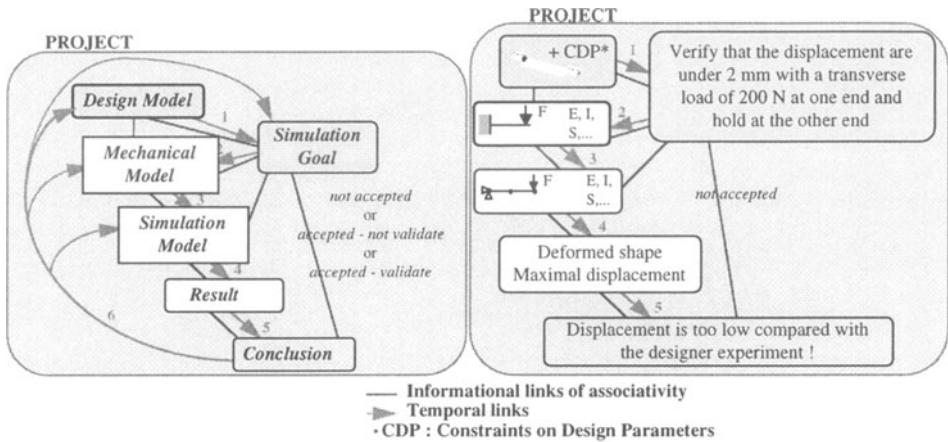 PROJECT
Design Model
1
Simulation
Goal
2
Mechanical
Model
3
not accepted
or
accepted - not validate
or
accepted - validate
Simulation
Model
4
Result
5
6
Conclusion
PROJECT
+ CDP*
1
Verify that the displacement are
under 2 mm with a transverse
load of 200 N at one end and
hold at the other end
F E, I,
S,...
2
3
F E, I,
S,...
not accepted
4
Deformed shape
Maximal displacement
5
Displacement is too low compared with
the designer experiment !
Informational links of associativity
Temporal links
· CDP : Constraints on Design Parameters